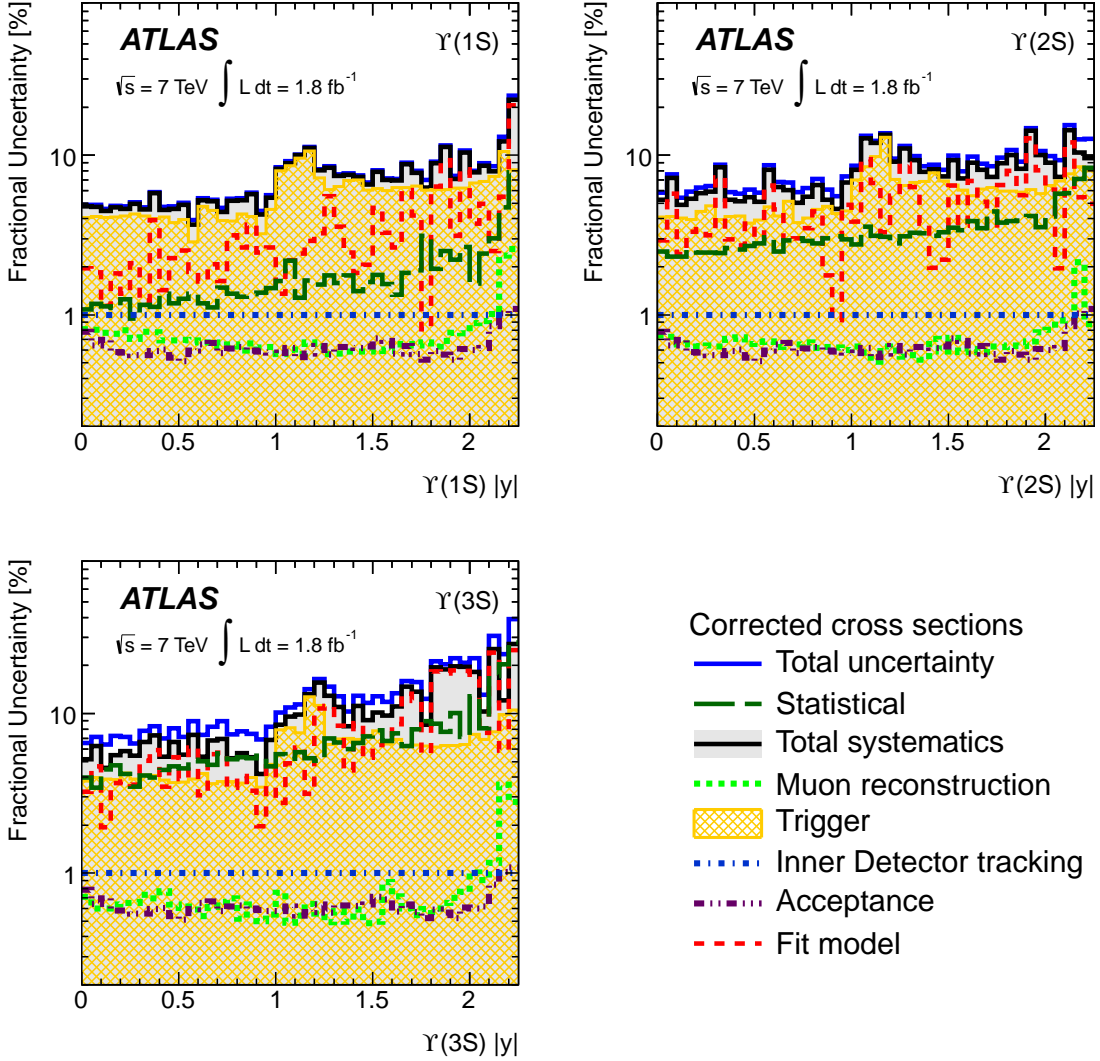 Fractional Uncertainty [%]
ATLAS
ϒ(1S)
√s = 7 TeV ∫ L dt = 1.8 fb⁻¹
10
1
0 0.5 1 1.5 2
ϒ(1S) |y|
Fractional Uncertainty [%]
ATLAS
ϒ(2S)
√s = 7 TeV ∫ L dt = 1.8 fb⁻¹
10
1
0 0.5 1 1.5 2
ϒ(2S) |y|
Fractional Uncertainty [%]
ATLAS
ϒ(3S)
√s = 7 TeV ∫ L dt = 1.8 fb⁻¹
10
1
0 0.5 1 1.5 2
ϒ(3S) |y|
Corrected cross sections
Total uncertainty
Statistical
Total systematics
Muon reconstruction
Trigger
Inner Detector tracking
Acceptance
Fit model